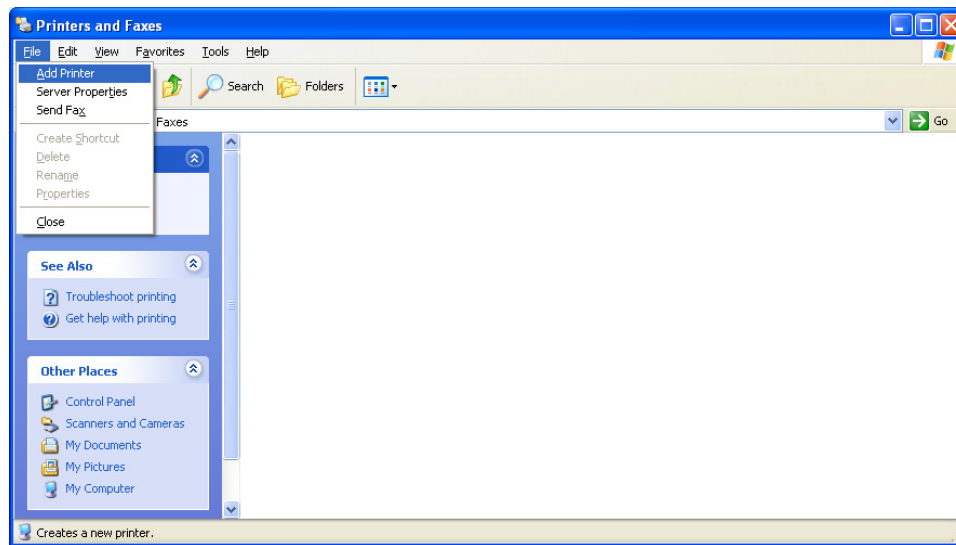 Printers and Faxes
File Edit View Favorites Tools Help
Add Printer
Server Properties
Send Fax
Create Shortcut
Delete
Rename
Properties
Close
Search Folders
Faxes
Go
See Also
Troubleshoot printing
Get help with printing
Other Places
Control Panel
Scanners and Cameras
My Documents
My Pictures
My Computer
Creates a new printer.